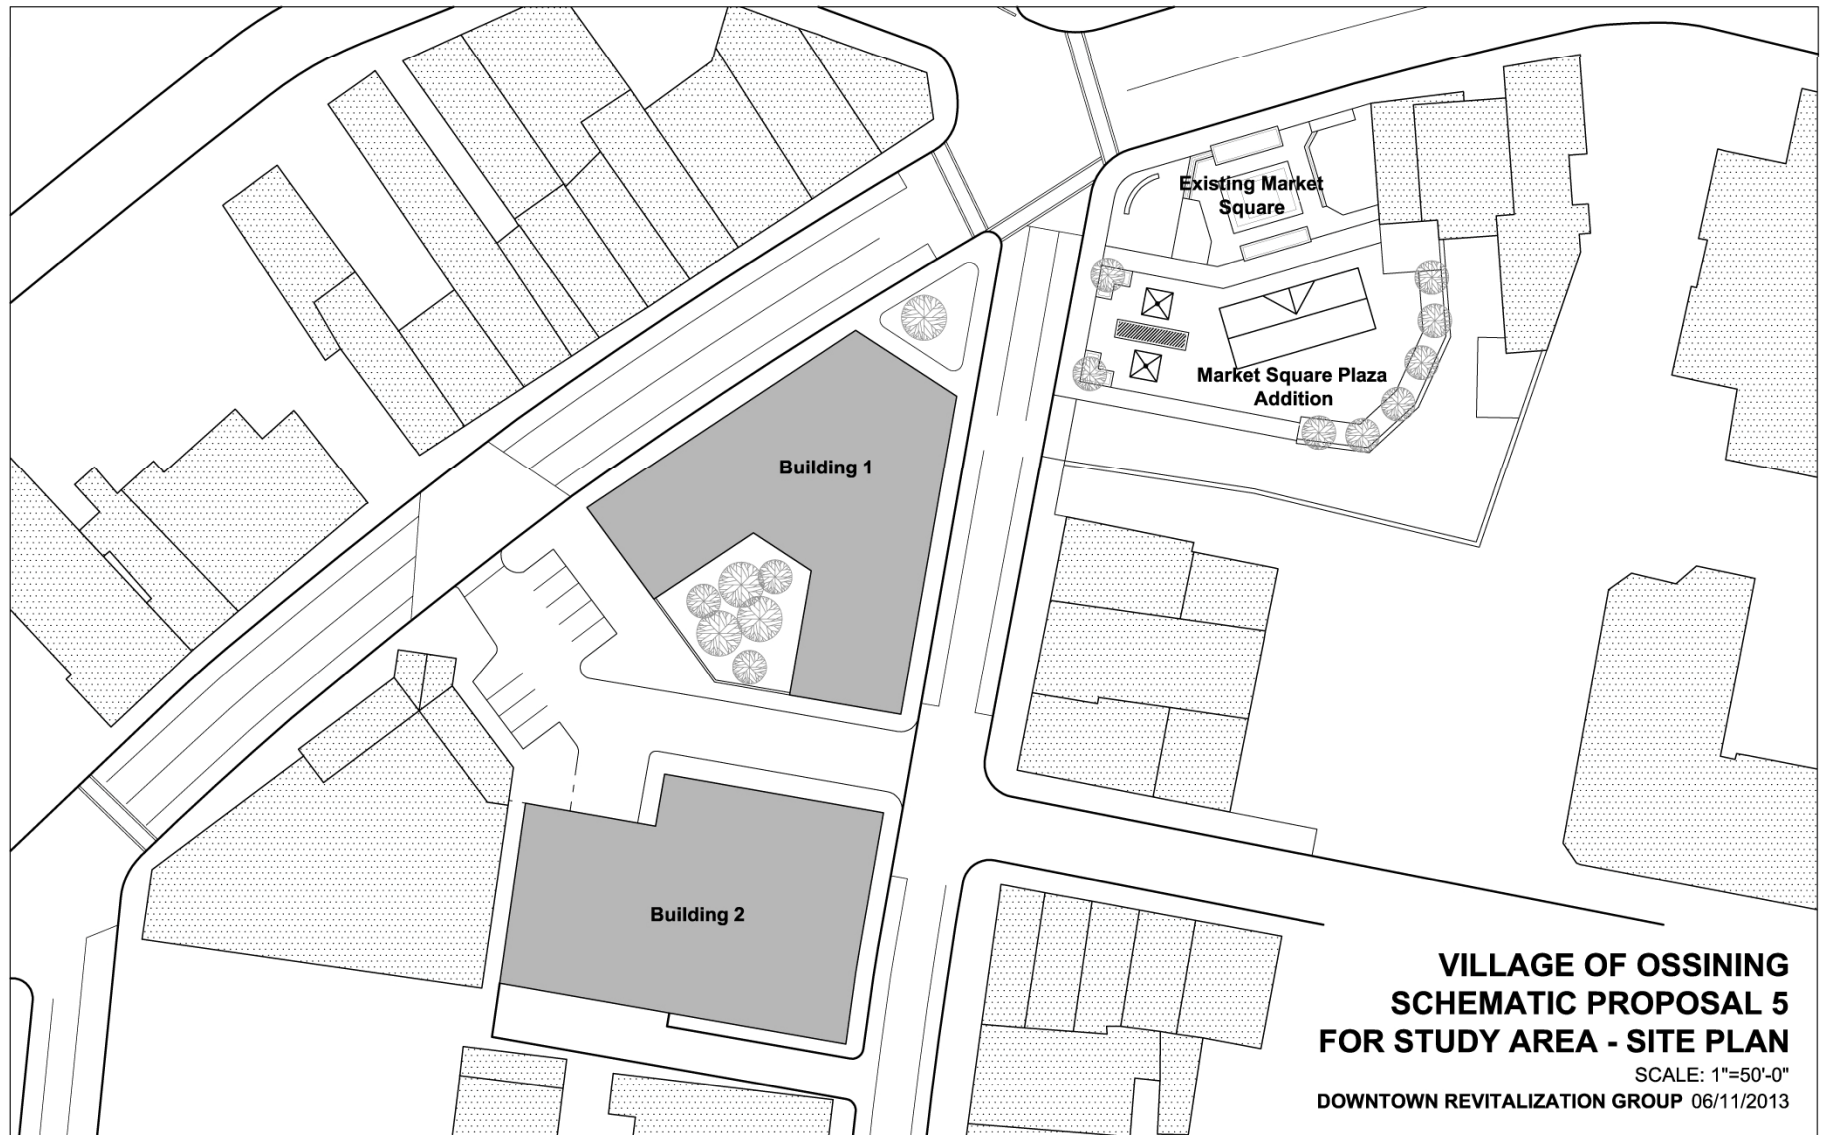 Existing Market
Square
Market Square Plaza
Addition
Building 1
Building 2
VILLAGE OF OSSINING
SCHEMATIC PROPOSAL 5
FOR STUDY AREA - SITE PLAN
SCALE: 1"=50'-0"
DOWNTOWN REVITALIZATION GROUP 06/11/2013